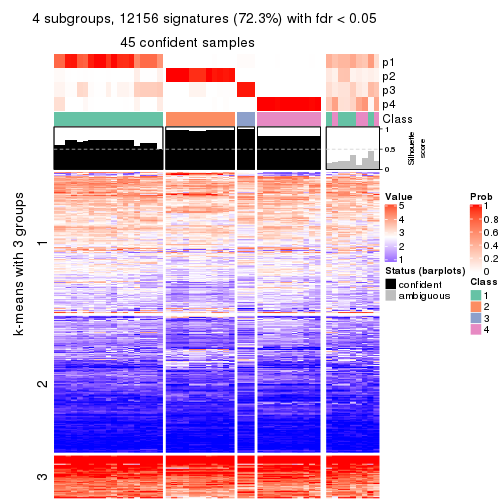 4 subgroups, 12156 signatures (72.3%) with fdr < 0.05
45 confident samples
p1
p2
p3
p4
Class
1
0.5
0
Silhouette
score
k-means with 3 groups
1
2
3
Value
5
4
3
2
1
Status (barplots)
confident
ambiguous
Prob
1
0.8
0.6
0.4
0.2
0
Class
1
2
3
4